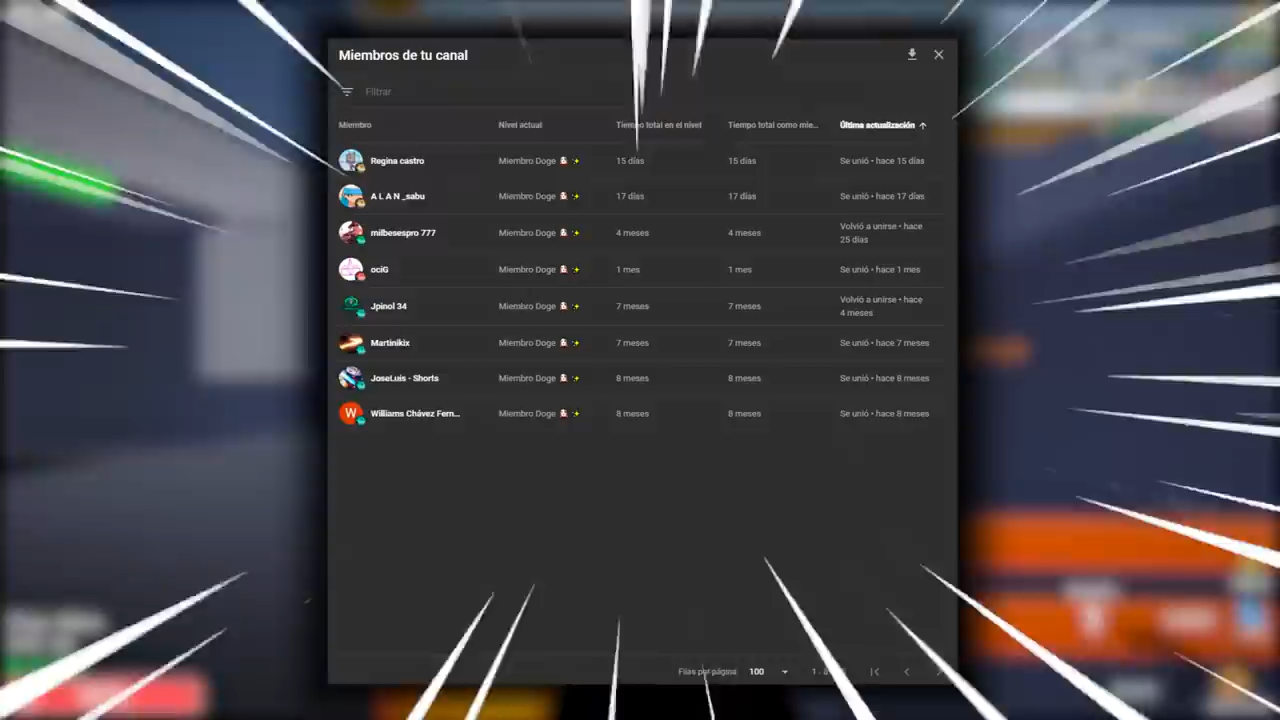 Miembros de tu canal
Filtrar
Miembro Nivel actual Tiempo total en el nivel Tiempo total como mie... Última actualización
Regina castro Miembro Doge 15 días 15 días Se unió • hace 15 días
A L A N _sabu Miembro Doge 17 días 17 días Se unió • hace 17 días
milbesespro 777 Miembro Doge 4 meses 4 meses Volvió a unirse • hace
25 días
ociG Miembro Doge 1 mes 1 mes Se unió • hace 1 mes
Jpinol 34 Miembro Doge 7 meses 7 meses Volvió a unirse • hace
4 meses
Martinikix Miembro Doge 7 meses 7 meses Se unió • hace 7 meses
JoseLuis - Shorts Miembro Doge 8 meses 8 meses Se unió • hace 8 meses
W Williams Chávez Fern... Miembro Doge 8 meses 8 meses Se unió • hace 8 meses
Filas por página 100